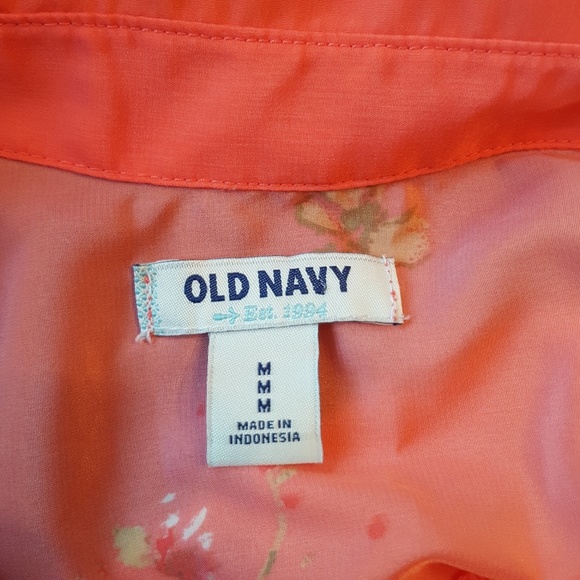 OLD NAVY
Est. 1994
M
M
M
MADE IN
INDONESIA